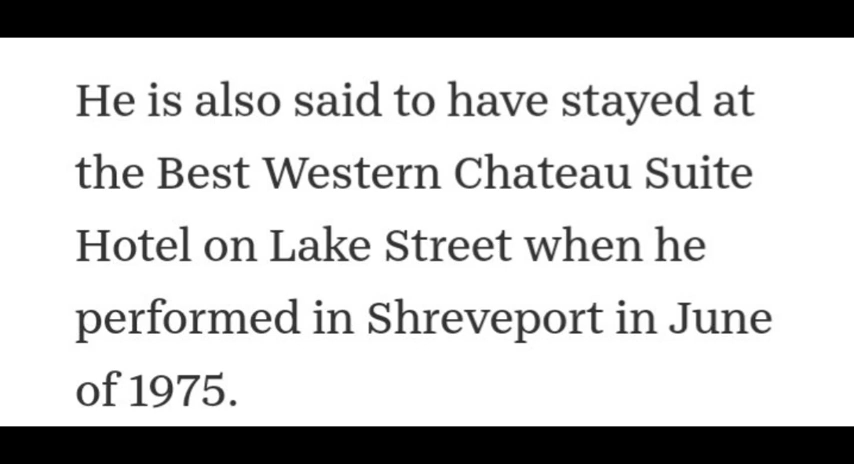 He is also said to have stayed at
the Best Western Chateau Suite
Hotel on Lake Street when he
performed in Shreveport in June
of 1975.